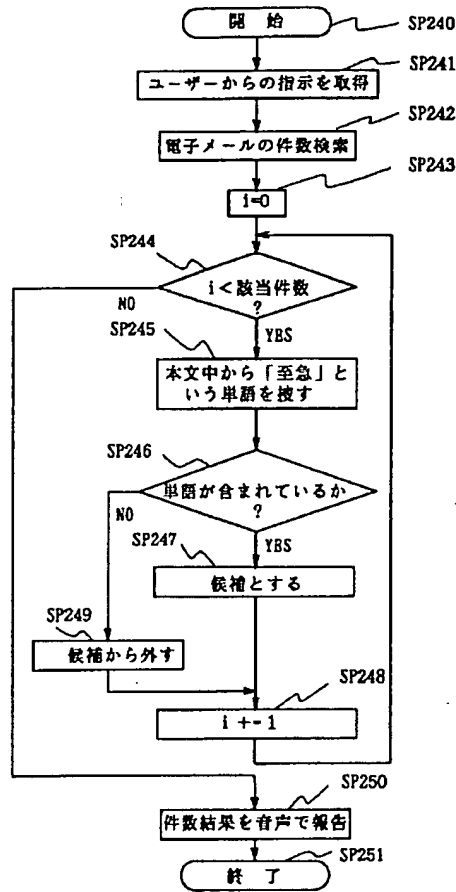 開始
SP240
SP241
ユーザーからの指示を取得
SP242
電子メールの件数検索
SP243
i=0
SP244
i<該当件数
?
NO
YES
SP245
本文中から「至急」と
いう単語を捜す
SP246
単語が含まれているか
?
NO
YES
SP247
候補とする
SP249
候補から外す
SP248
i +- 1
SP250
件数結果を音声で報告
SP251
終了